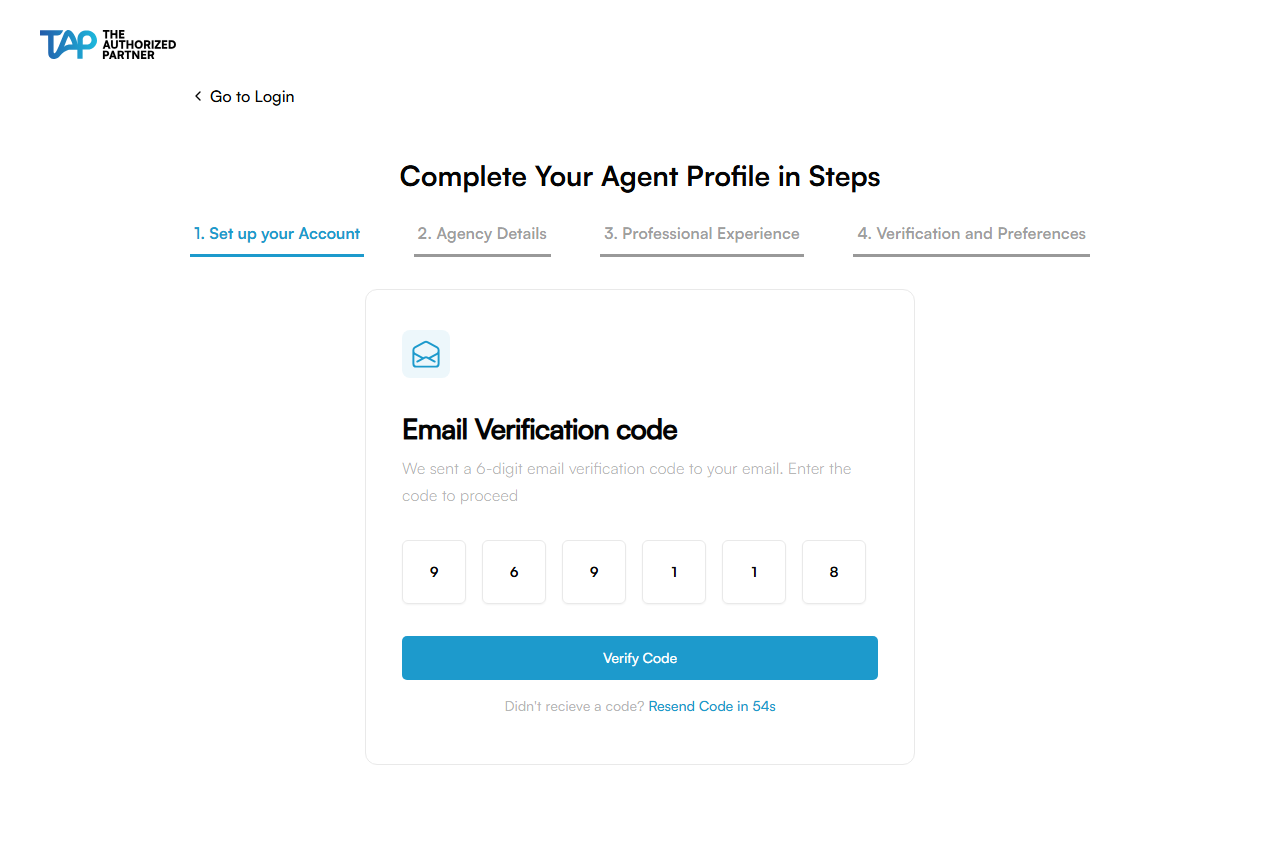 TAP THE
AUTHORIZED
PARTNER
Go to Login
Complete Your Agent Profile in Steps
1. Set up your Account 2. Agency Details 3. Professional Experience 4. Verification and Preferences
Email Verification code
We sent a 6-digit email verification code to your email. Enter the
code to proceed
9 6 9 1 1 8
Verify Code
Didn't recieve a code? Resend Code in 54s